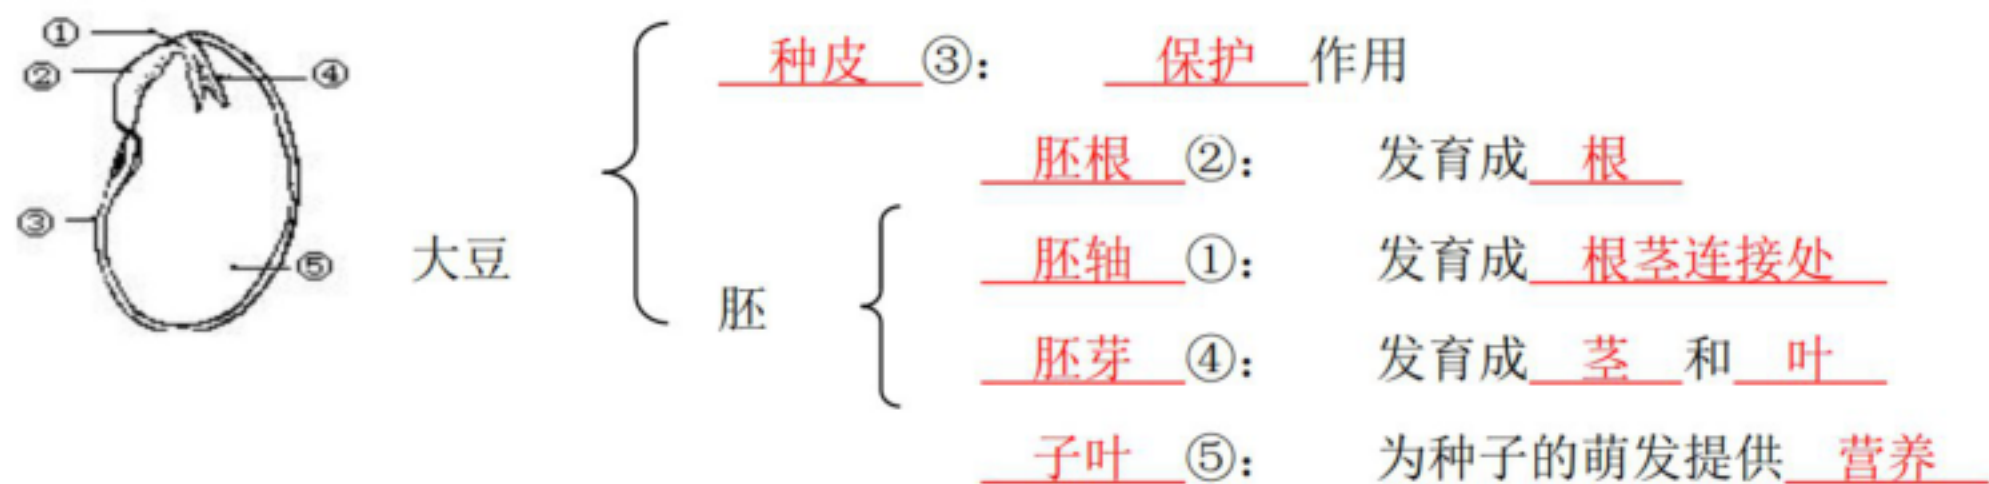 ①
②
④
③
⑤
大豆
种皮 ③： 保护 作用
胚
胚根 ②： 发育成 根
胚轴 ①： 发育成 根茎连接处
胚芽 ④： 发育成 茎 和 叶
子叶 ⑤： 为种子的萌发提供 营养